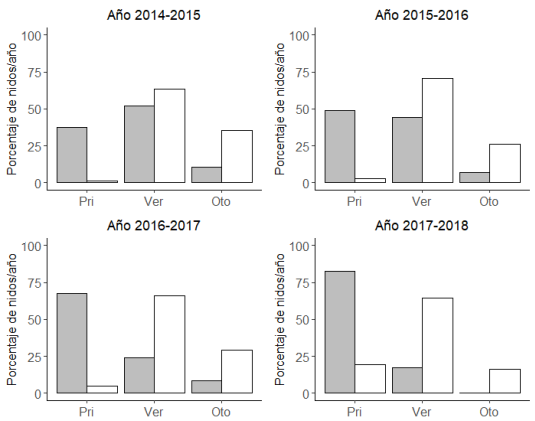 Año 2014-2015
Porcentaje de nidos/año
100
75
50
25
0
Pri Ver Oto
Año 2015-2016
Porcentaje de nidos/año
100
75
50
25
0
Pri Ver Oto
Año 2016-2017
Porcentaje de nidos/año
100
75
50
25
0
Pri Ver Oto
Año 2017-2018
Porcentaje de nidos/año
100
75
50
25
0
Pri Ver Oto